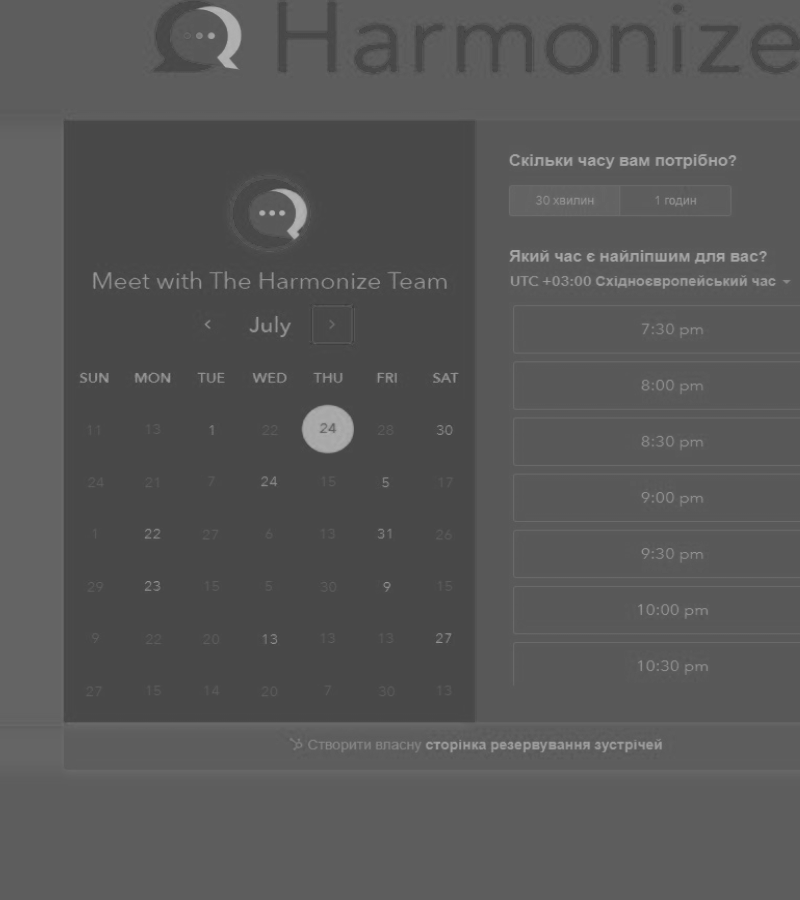 Harmonize
Meet with The Harmonize Team
July
SUN MON TUE WED THU FRI SAT
11 13 1 22 24 28 30
24 21 7 24 15 5 17
1 22 27 6 13 31 26
29 23 15 5 30 9 15
9 22 20 13 13 13 27
27 15 14 20 7 30 13
Скільки часу вам потрібно?
30 хвилин 1 годин
Який час є найліпшим для вас?
UTC +03:00 Східноєвропейський час
7:30 pm
8:00 pm
8:30 pm
9:00 pm
9:30 pm
10:00 pm
10:30 pm
Створити власну сторінка резервування зустрічей